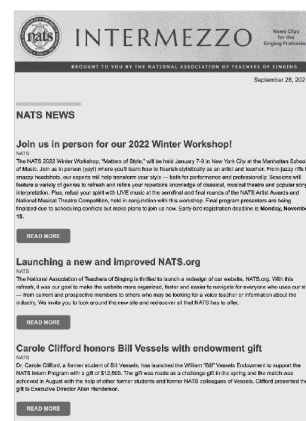 nats
INTERMEZZO
News Clips
for the
Singing Profession
BROUGHT TO YOU BY THE NATIONAL ASSOCIATION OF TEACHERS OF SINGING
September 28, 202
NATS NEWS
Join us in person for our 2022 Winter Workshop!
NATS
The NATS 2022 Winter Workshop, "Matters of Style," will be held January 7-9 in New York City at the Manhattan School
of Music. Join us in person (yay!) where you'll learn how to flourish stylistically as an artist and teacher. From jazzy riffs to
snazzy headshots, our experts will help transform your style — both for performance and professionally. Sessions will
feature a variety of genres to refresh and refine your repertoire knowledge of classical, musical theatre and popular song
interpretation. Plus, refuel your spirit with LIVE music at the semifinal and final rounds of the NATS Artist Awards and
National Musical Theatre Competition, held in conjunction with this workshop. Final program presenters are being
finalized due to scheduling conflicts but make plans to join us now. Early-bird registration deadline is Monday, Novembe
15.
READ MORE
Launching a new and improved NATS.org
NATS
The National Association of Teachers of Singing is thrilled to launch a redesign of our website, NATS.org. With this
refresh, it was our goal to make the website more organized, faster and easier to navigate for everyone who uses our si
— from current and prospective members to others who may be looking for a voice teacher or information about the
industry. We invite you to look around the new site and rediscover all that NATS has to offer.
READ MORE
Carole Clifford honors Bill Vessels with endowment gift
NATS
Dr. Carole Clifford, a former student of Bill Vessels, has launched the William "Bill" Vessels Endowment to support the
NATS Intern Program with a gift of $12,500. The gift was made as a challenge gift in the spring and the match was
achieved in August with the help of other former students and former NATS colleagues of Vessels. Clifford presented the
gift to Executive Director Allen Henderson.
READ MORE